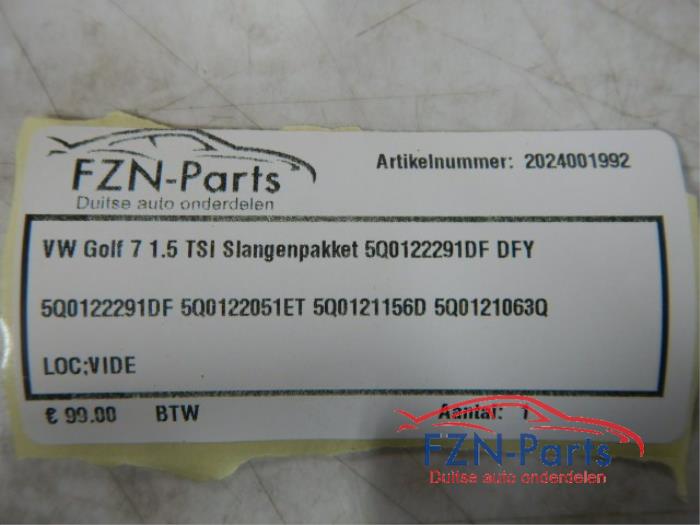 FZN-Parts
Duitse auto onderdelen
Artikelnummer: 2024001992
VW Golf 7 1.5 TSI Slangenpakket 5Q0122291DF DFY
5Q0122291DF 5Q0122051ET 5Q0121156D 5Q0121063Q
LOC;VIDE
€ 99.00 BTW Aantal: 1
FZN-Parts
Duitse auto onderdelen